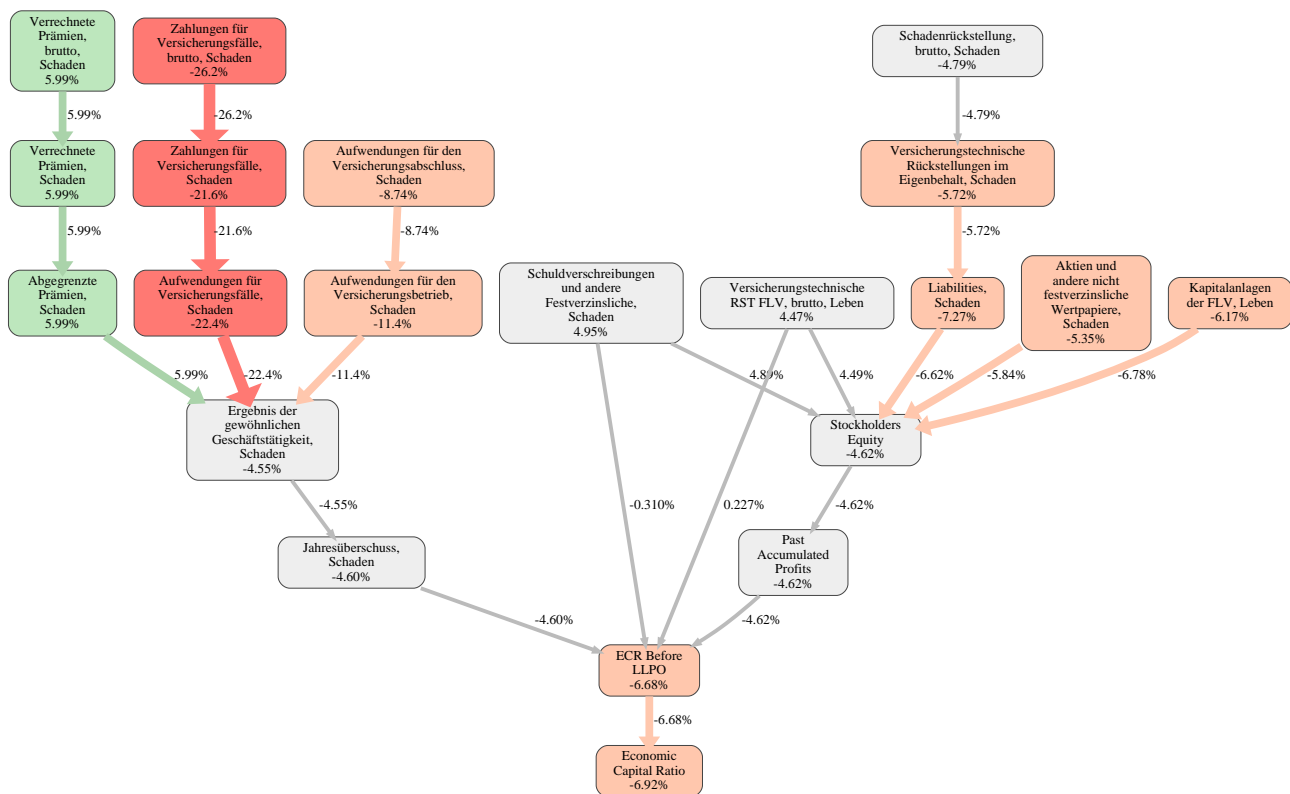 Verrechnete
Prämien,
brutto,
Schaden
5.99%
Zahlungen für
Versicherungsfälle,
brutto, Schaden
-26.2%
Schadenrückstellung,
brutto, Schaden
-4.79%
5.99%
-26.2%
-4.79%
Verrechnete
Prämien,
Schaden
5.99%
Zahlungen für
Versicherungsfälle,
Schaden
-21.6%
Aufwendungen für den
Versicherungsabschluss,
Schaden
-8.74%
Versicherungstechnische
Rückstellungen im
Eigenbehalt, Schaden
-5.72%
5.99%
-21.6%
-8.74%
-5.72%
Abgegrenzte
Prämien,
Schaden
5.99%
Aufwendungen für
Versicherungsfälle,
Schaden
-22.4%
Aufwendungen für den
Versicherungsbetrieb,
Schaden
-11.4%
Schuldverschreibungen
und andere
Festverzinsliche,
Schaden
4.95%
Versicherungstechnische
RST FLV, brutto, Leben
4.47%
Liabilities,
Schaden
-7.27%
Aktien und
andere nicht
festverzinsliche
Wertpapiere,
Schaden
-5.35%
Kapitalanlagen
der FLV, Leben
-6.17%
5.99%
-22.4%
-11.4%
4.89%
4.49%
-6.62%
-5.84%
-6.78%
Ergebnis der
gewöhnlichen
Geschäftstätigkeit,
Schaden
-4.55%
Stockholders
Equity
-4.62%
-4.55%
-0.310%
0.227%
-4.62%
Jahresüberschuss,
Schaden
-4.60%
Past
Accumulated
Profits
-4.62%
-4.60%
-4.62%
ECR Before
LLPO
-6.68%
-6.68%
Economic
Capital Ratio
-6.92%